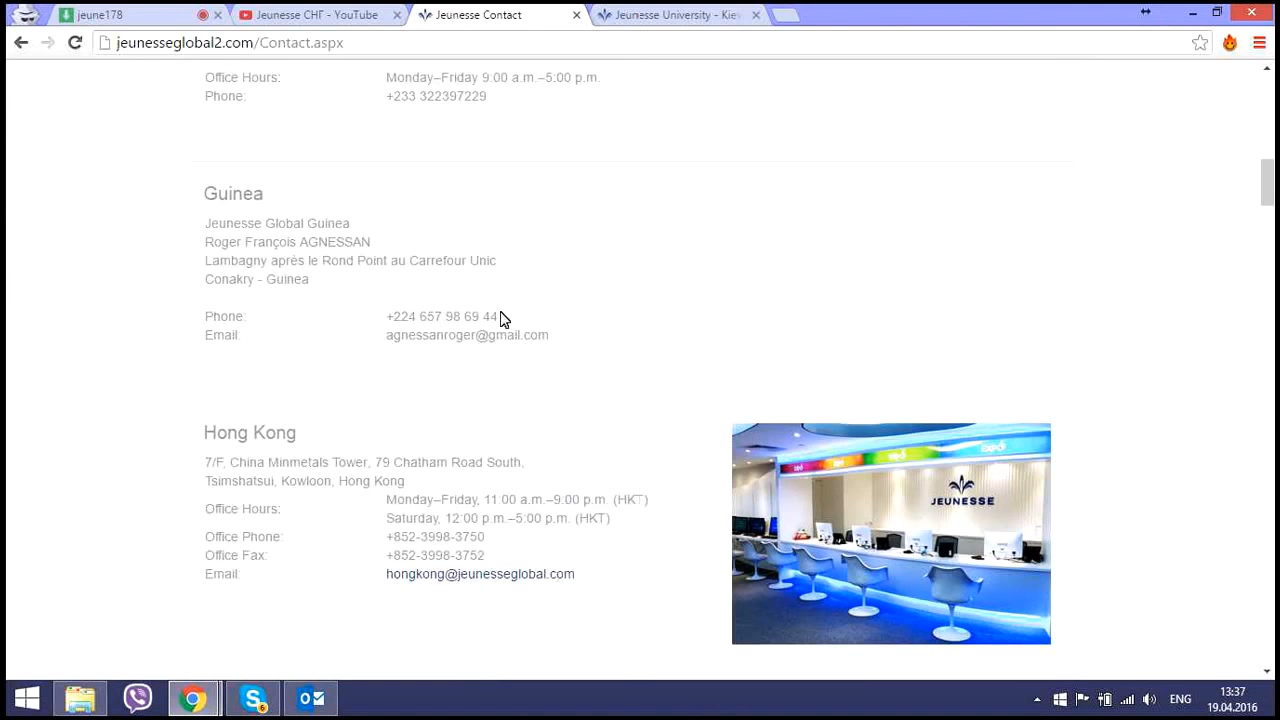 jeune178
Jeunesse СНГ - YouTube
Jeunesse Contact
Jeunesse University - Kiev
jeunesseglobal2.com/Contact.aspx
Office Hours: Monday–Friday 9:00 a.m.–5:00 p.m.
Phone: +233 322397229
Guinea
Jeunesse Global Guinea
Roger François AGNESSAN
Lambagny après le Rond Point au Carrefour Unic
Conakry - Guinea
Phone: +224 657 98 69 44
Email: agnessanroger@gmail.com
Hong Kong
7/F, China Minmetals Tower, 79 Chatham Road South,
Tsimshatsui, Kowloon, Hong Kong
Office Hours: Monday–Friday, 11:00 a.m.–9:00 p.m. (HKT)
Saturday, 12:00 p.m.–5:00 p.m. (HKT)
Office Phone: +852-3998-3750
Office Fax: +852-3998-3752
Email: hongkong@jeunesseglobal.com
JEUNESSE
6
ENG
13:37
19.04.2016